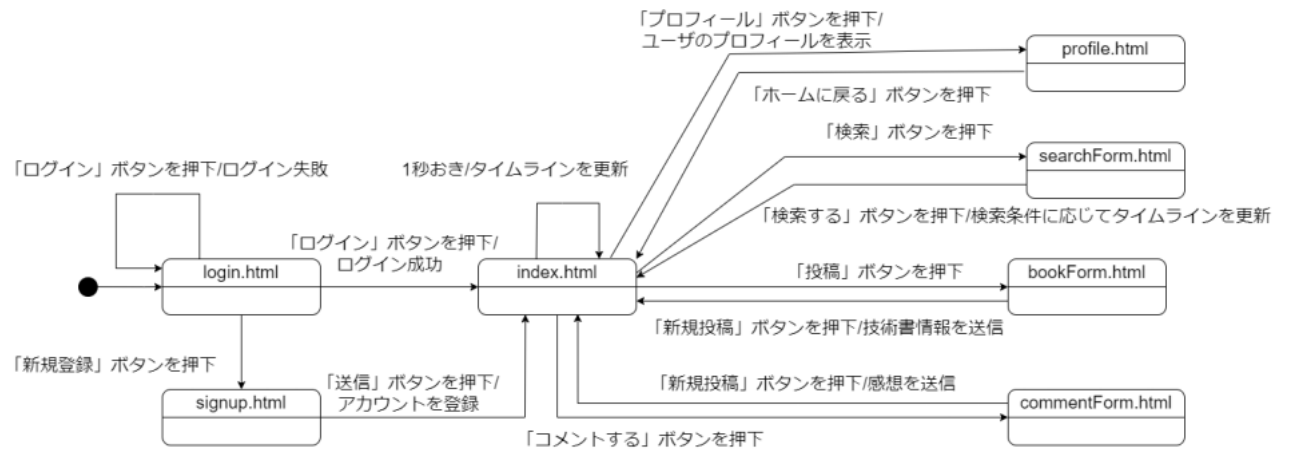 「プロフィール」ボタンを押下/
ユーザのプロフィールを表示
profile.html
「ホームに戻る」ボタンを押下
「検索」ボタンを押下
searchForm.html
「ログイン」ボタンを押下/ログイン失敗
1秒おき/タイムラインを更新
「検索する」ボタンを押下/検索条件に応じてタイムラインを更新
「ログイン」ボタンを押下/
ログイン成功
login.html
index.html
「投稿」ボタンを押下
bookForm.html
「新規投稿」ボタンを押下/技術書情報を送信
「新規登録」ボタンを押下
「送信」ボタンを押下/
アカウントを登録
「新規投稿」ボタンを押下/感想を送信
signup.html
commentForm.html
「コメントする」ボタンを押下